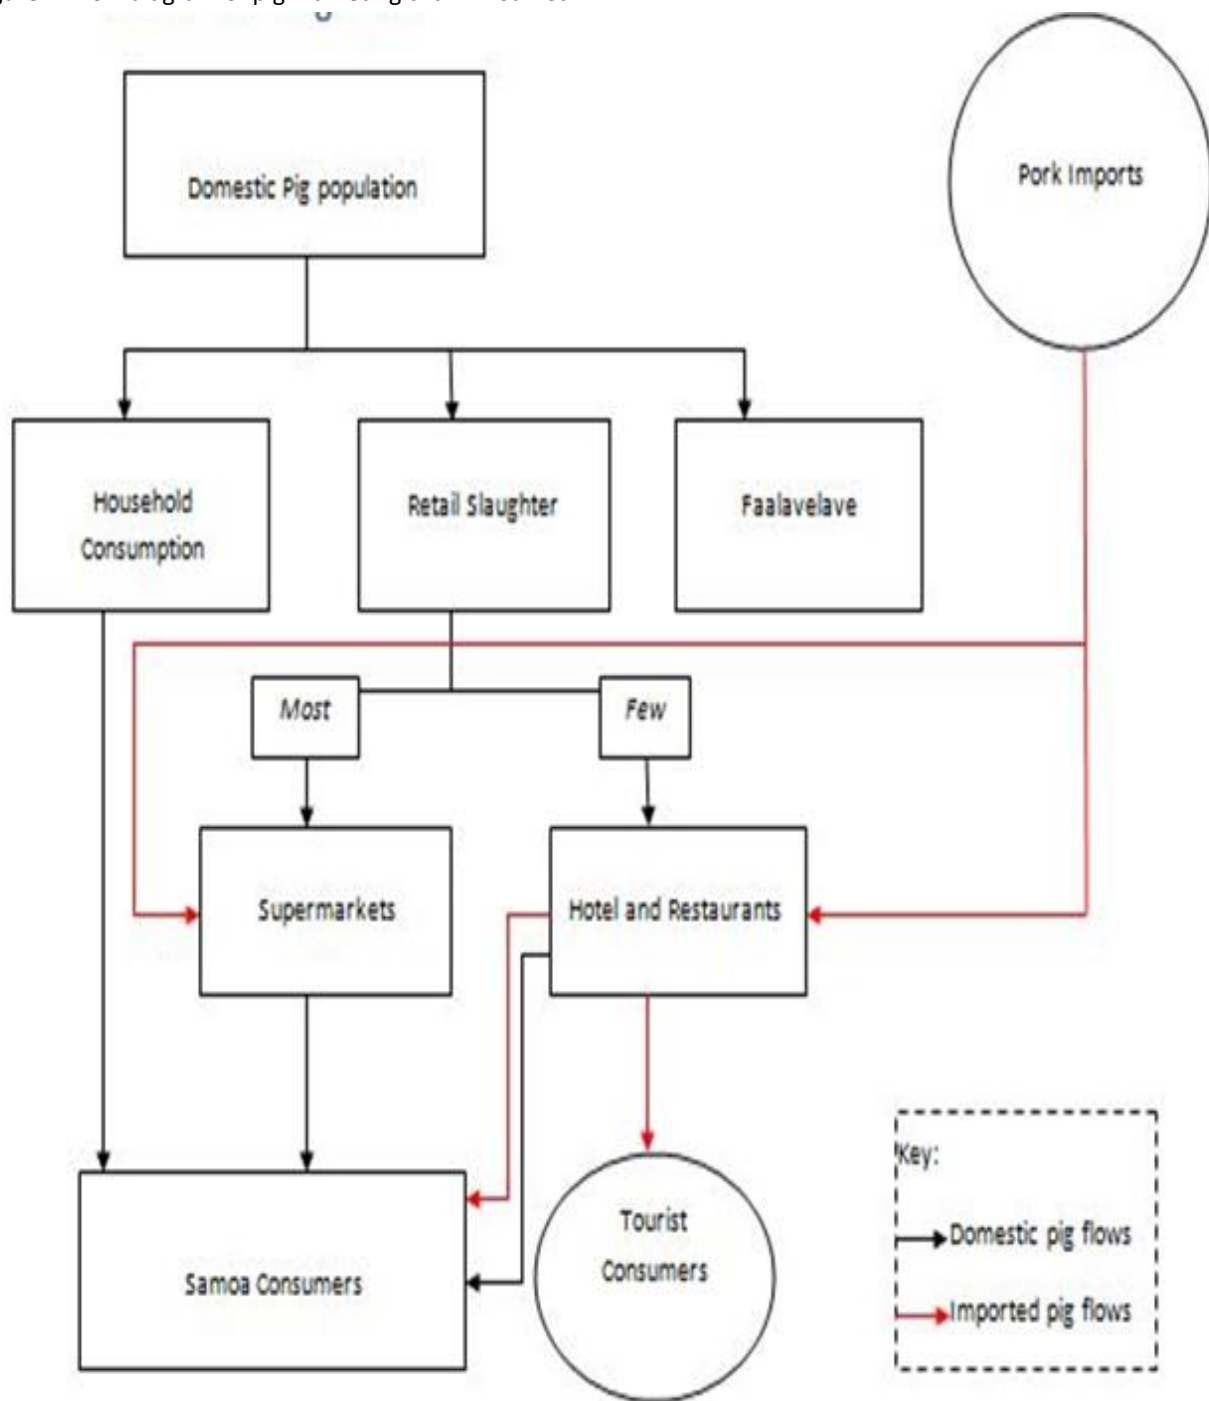 Domestic Pig population
Pork Imports
Household
Consumption
Retail Slaughter
Faalavelave
Most
Few
Supermarkets
Hotel and Restaurants
Samoa Consumers
Tourist
Consumers
Key:
Domestic pig flows
Imported pig flows